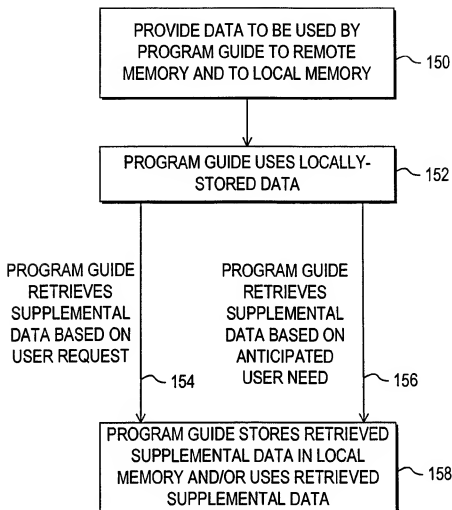 PROVIDE DATA TO BE USED BY
PROGRAM GUIDE TO REMOTE
MEMORY AND TO LOCAL MEMORY
150
PROGRAM GUIDE USES LOCALLY-
STORED DATA
152
PROGRAM GUIDE
RETRIEVES
SUPPLEMENTAL
DATA BASED ON
USER REQUEST
154
PROGRAM GUIDE
RETRIEVES
SUPPLEMENTAL
DATA BASED ON
ANTICIPATED
USER NEED
156
PROGRAM GUIDE STORES RETRIEVED
SUPPLEMENTAL DATA IN LOCAL
MEMORY AND/OR USES RETRIEVED
SUPPLEMENTAL DATA
158